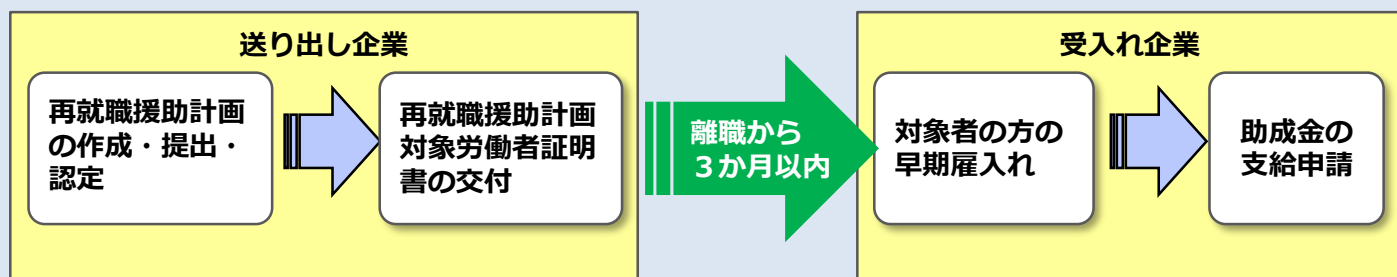 送り出し企業
再就職援助計画
の作成・提出・
認定
再就職援助計画
対象労働者証明
書の交付
離職から
３か月以内
受入れ企業
対象者の方の
早期雇入れ
助成金の
支給申請